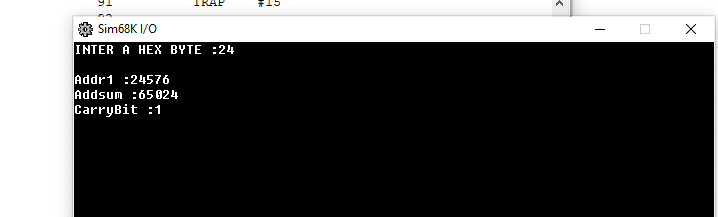 91 TRAP #15
Sim68K I/O
INTER A HEX BYTE :24
Addr1 :24576
Addsum :65024
CarryBit :1